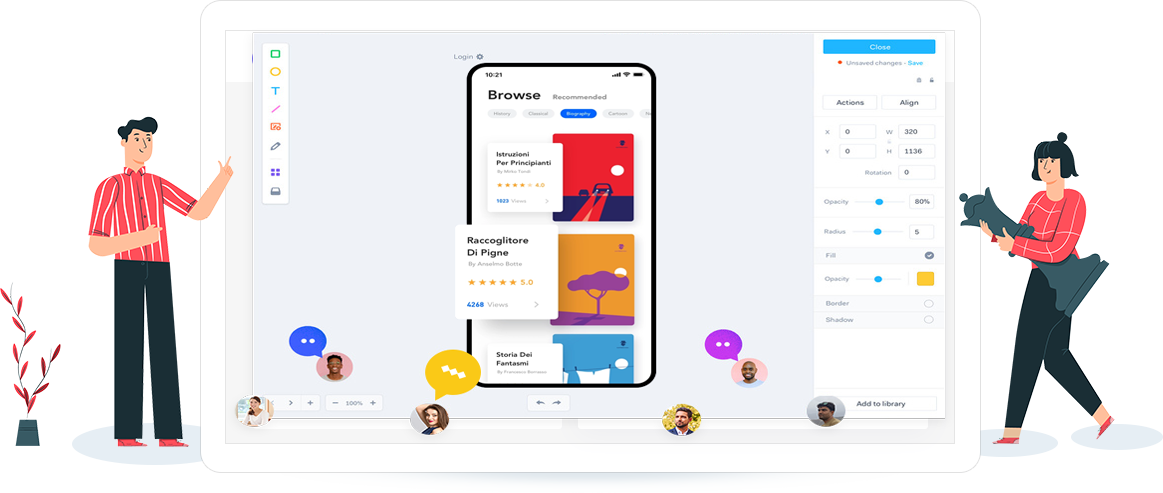 Login
10:21
Browse Recommended
History Classical Biography Cartoon
Istruzioni
Per Principianti
By Mirko Tondi
4.0
1023 Views
Raccoglitore
Di Pigne
By Anselmo Botte
5.0
4268 Views
Storia Dei
Fantasmi
By Francesco Borrasso
100%
Close
Unsaved changes - Save
Actions Align
X 0 W 320
Y 0 H 1136
Rotation 0
Opacity 80%
Radius 5
Fill
Opacity
Border
Shadow
Add to library